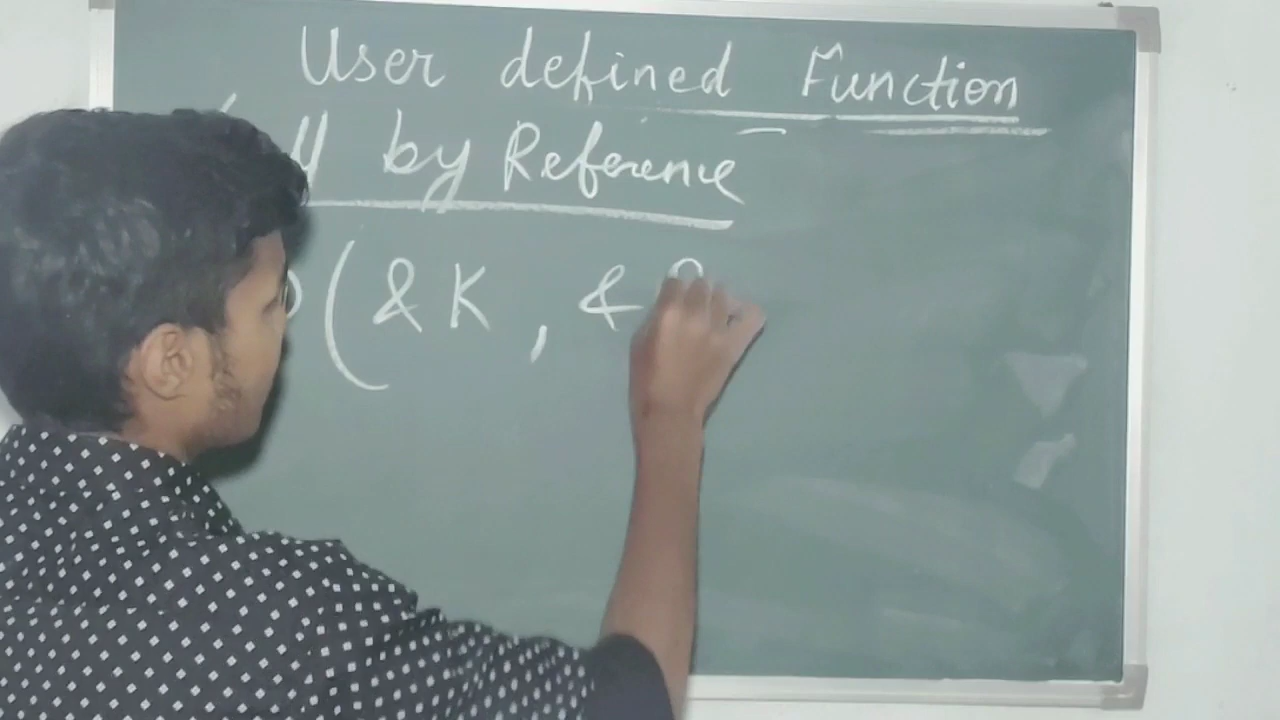 User defined Function
by Reference
( & K , &